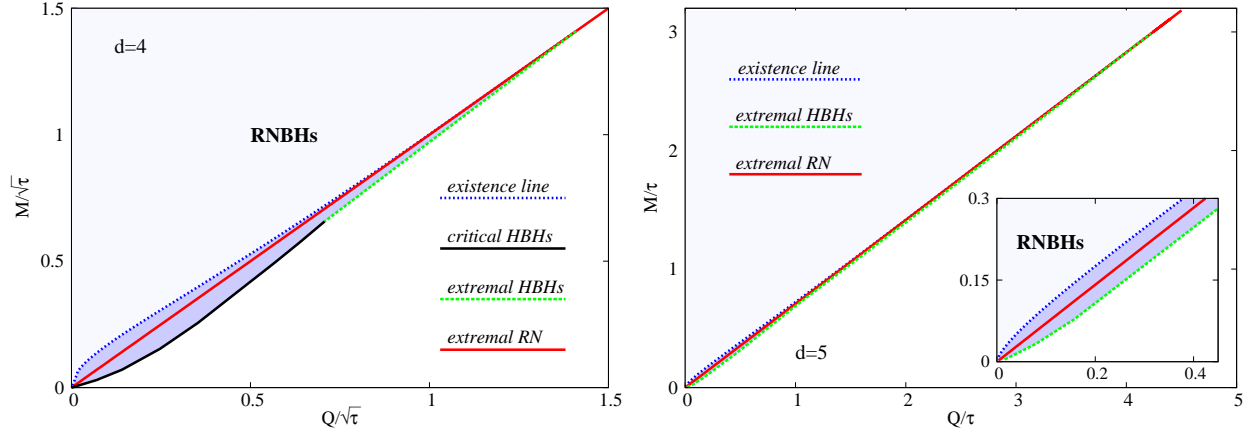 d=4
RNBHs
existence line
critical HBHs
extremal HBHs
extremal RN
M/√τ
1.5
1
0.5
0
0 0.5 1 1.5
Q/√τ
d=5
existence line
extremal HBHs
extremal RN
M/τ
3
2
1
0
0 1 2 3 4 5
Q/τ
RNBHs
0.3
0.15
0
0 0.2 0.4